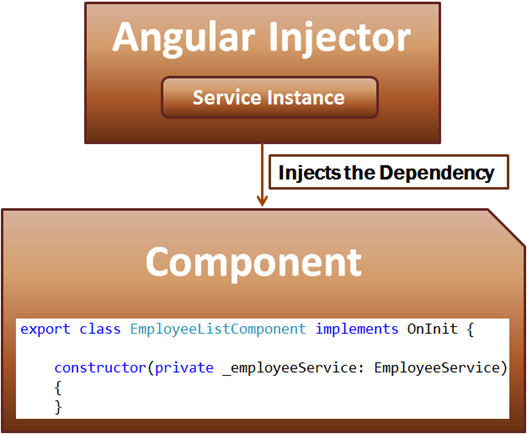 Angular Injector
Service Instance
Injects the Dependency
Component
export class EmployeeListComponent implements OnInit {
constructor(private _employeeService: EmployeeService)
{
}